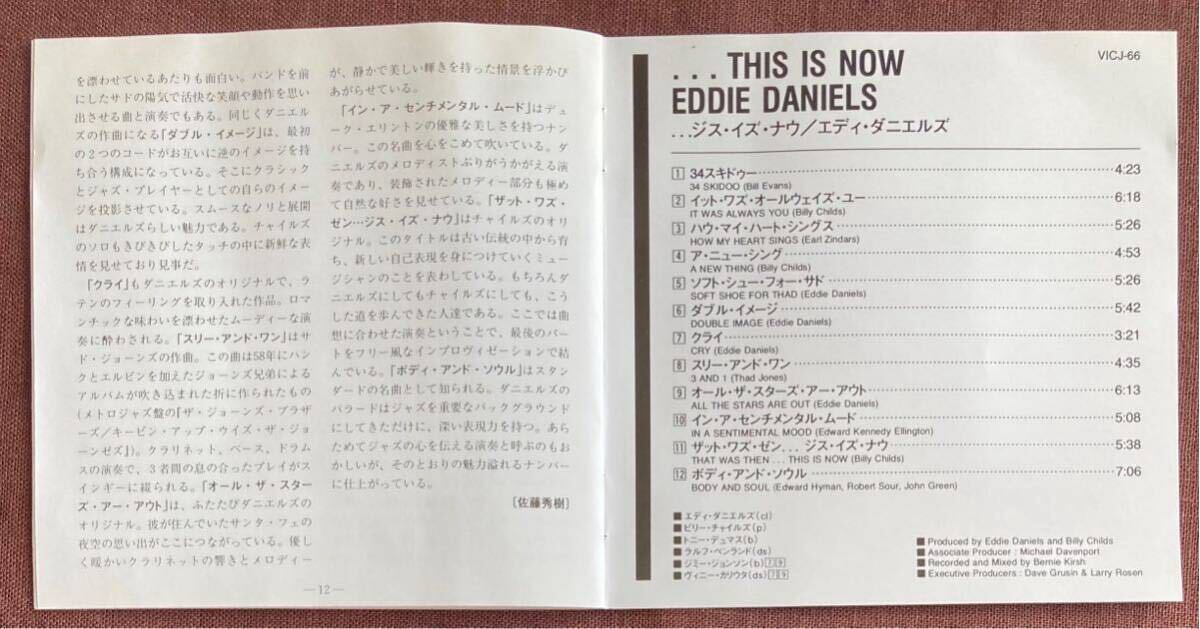 を漂わせているあたりも面白い。バンドを前
にしたサドの陽気で活快な笑顔や動作を思い
出させる曲と演奏でもある。同じくダニエル
ズの作曲になる「ダブル・イメージ」は、最初
の2つのコードがお互いに逆のイメージを持
ち合う構成になっている。そこにクラシック
とジャズ・プレイヤーとしての自らのイメー
ジを投影させている。スムースなノリと展開
はダニエルズらしい魅力である。チャイルズ
のソロもきびきびしたタッチの中に新鮮な表
情を見せており見事だ。
「クライ」もダニエルズのオリジナルで、ラ
テンのフィーリングを取り入れた作品。ロマ
ンチックな味わいを漂わせたムーディーな演
奏に酔わされる。「スリー・アンド・ワン」はサ
ド・ジョーンズの作曲。この曲は58年にハン
クとエルビンを加えたジョーンズ兄弟による
アルバムが吹き込まれた折に作られたもの
(メトロジャズ盤の『ザ・ジョーンズ・ブラザ
ーズ/キーピン・アップ・ウイズ・ザ・ジョ
ーンゼズ』)。クラリネット、ベース、ドラム
スの演奏で、3者間の息の合ったプレイがス
インギーに綴られる。「オール・ザ・スター
ズ・アー・アウト」は、ふたたびダニエルズの
オリジナル。彼が住んでいたサンタ・フェの
夜空の思い出がここにつながっている。優し
く暖かいクラリネットの響きとメロディー
が、静かで美しい輝きを持った情景を浮かび
あがらせている。
「イン・ア・センチメンタル・ムード」はデュ
ーク・エリントンの優雅な美しさを持つナン
バー。この名曲を心をこめて吹いている。ダ
ニエルズのメロディストぶりがうかがえる演
奏であり、装飾されたメロディー部分も極め
て自然な好さを見せている。「ザット・ワズ・
ゼン…ジス・イズ・ナウ」はチャイルズのオリ
ジナル。このタイトルは古い伝統の中から育
ち、新しい自己表現を身につけていくミュー
ジシャンのことを表わしている。もちろんダ
ニエルズにしてもチャイルズにしても、こう
した道を歩んできた人達である。ここでは曲
想に合わせた演奏ということで、最後のパー
トをフリー風なインプロヴィゼーションで結
んでいる。「ボディ・アンド・ソウル」はスタン
ダードの名曲として知られる。ダニエルズの
バラードはジャズを重要なバックグラウンド
にしてきただけに、深い表現力を持つ。あら
ためてジャズの心を伝える演奏と呼ぶのもお
かしいが、そのとおりの魅力溢れるナンバー
に仕上がっている。
[佐藤秀樹]
—12—
VICJ-66
...THIS IS NOW
EDDIE DANIELS
...ジス・イズ・ナウ/エディ・ダニエルズ
1 34スキドゥー 4:23
34 SKIDOO (Bill Evans)
2 イット・ワズ・オールウェイズ・ユー 6:18
IT WAS ALWAYS YOU (Billy Childs)
3 ハウ・マイ・ハート・シングス 5:26
HOW MY HEART SINGS (Earl Zindars)
4 ア・ニュー・シング 4:53
A NEW THING (Billy Childs)
5 ソフト・シュー・フォー・サド 5:26
SOFT SHOE FOR THAD (Eddie Daniels)
6 ダブル・イメージ 5:42
DOUBLE IMAGE (Eddie Daniels)
7 クライ 3:21
CRY (Eddie Daniels)
8 スリー・アンド・ワン 4:35
3 AND 1 (Thad Jones)
9 オール・ザ・スターズ・アー・アウト 6:13
ALL THE STARS ARE OUT (Eddie Daniels)
10 イン・ア・センチメンタル・ムード 5:08
IN A SENTIMENTAL MOOD (Edward Kennedy Ellington)
11 ザット・ワズ・ゼン... ジス・イズ・ナウ 5:38
THAT WAS THEN...THIS IS NOW (Billy Childs)
12 ボディ・アンド・ソウル 7:06
BODY AND SOUL (Edward Hyman, Robert Sour, John Green)
■エディ・ダニエルズ(cl)
■ビリー・チャイルズ(p)
■トニー・デュマス(b)
■ラルフ・ペンランド(ds)
■ジミー・ジョンソン(b)7 9
■ヴィニー・カリウタ(ds)7 9
■Produced by Eddie Daniels and Billy Childs
■Associate Producer : Michael Davenport
■Recorded and Mixed by Bernie Kirsh
■Executive Producers : Dave Grusin & Larry Rosen